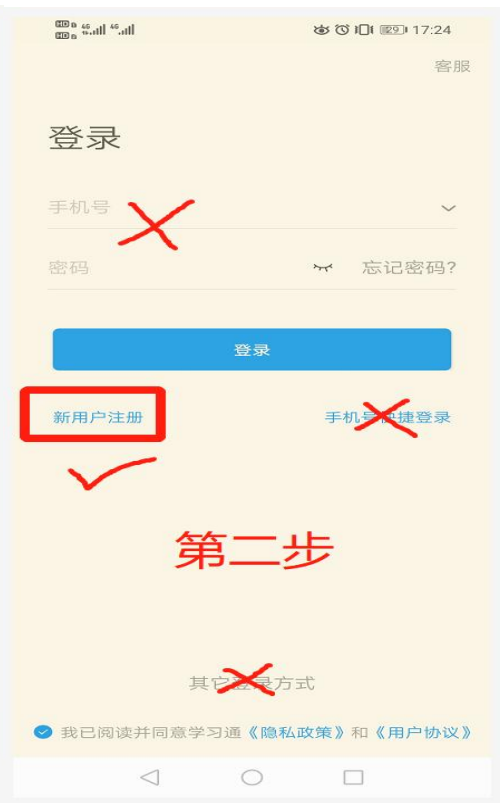 17:24
客服
登录
手机号
密码
忘记密码?
登录
新用户注册
手机号快捷登录
第二步
其它登录方式
我已阅读并同意学习通《隐私政策》和《用户协议》